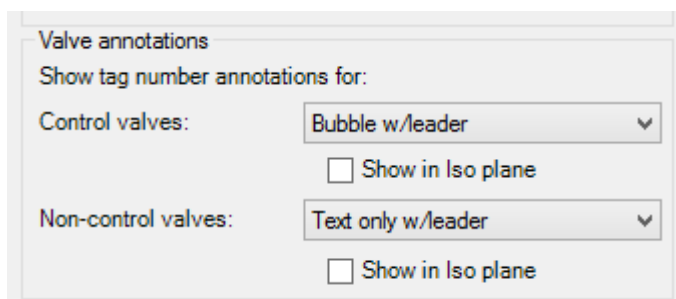 Valve annotations
Show tag number annotations for:
Control valves: Bubble w/leader
Show in Iso plane
Non-control valves: Text only w/leader
Show in Iso plane